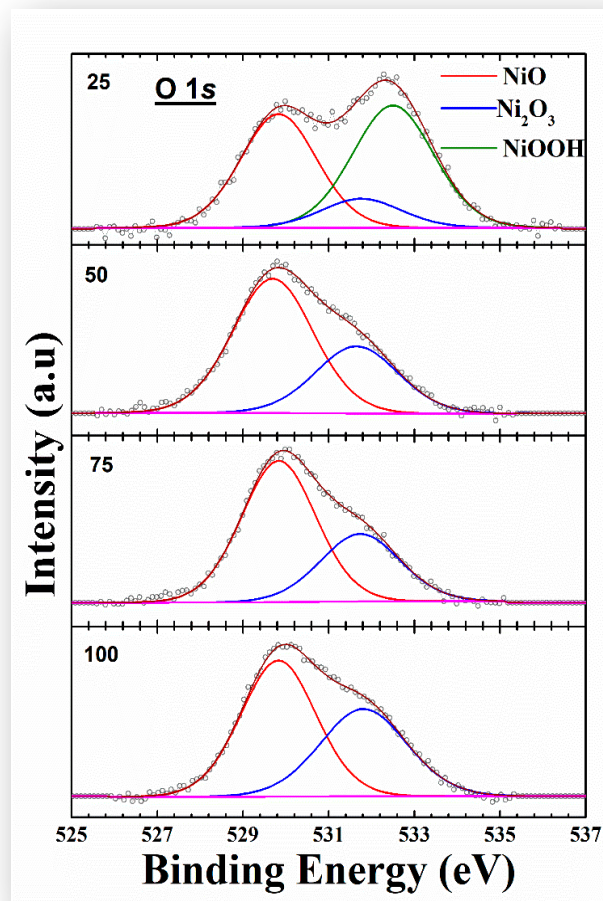 25
O 1s
NiO
Ni₂O₃
NiOOH
50
75
100
Intensity (a.u)
525 527 529 531 533 535 537
Binding Energy (eV)